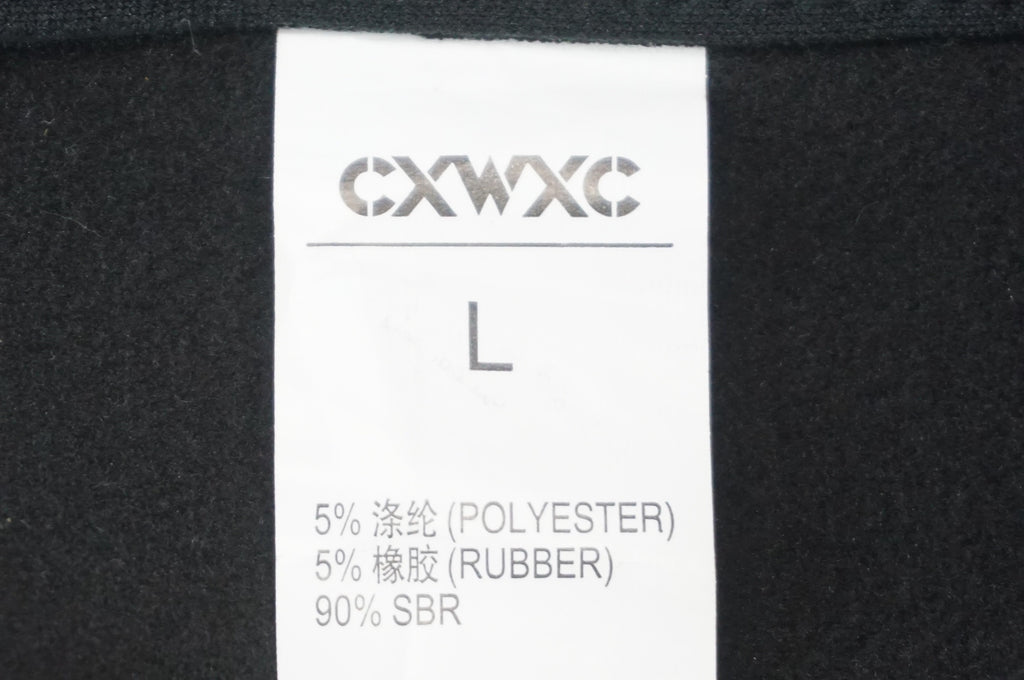 CXWXC
L
5% 涤纶 (POLYESTER)
5% 橡胶 (RUBBER)
90% SBR